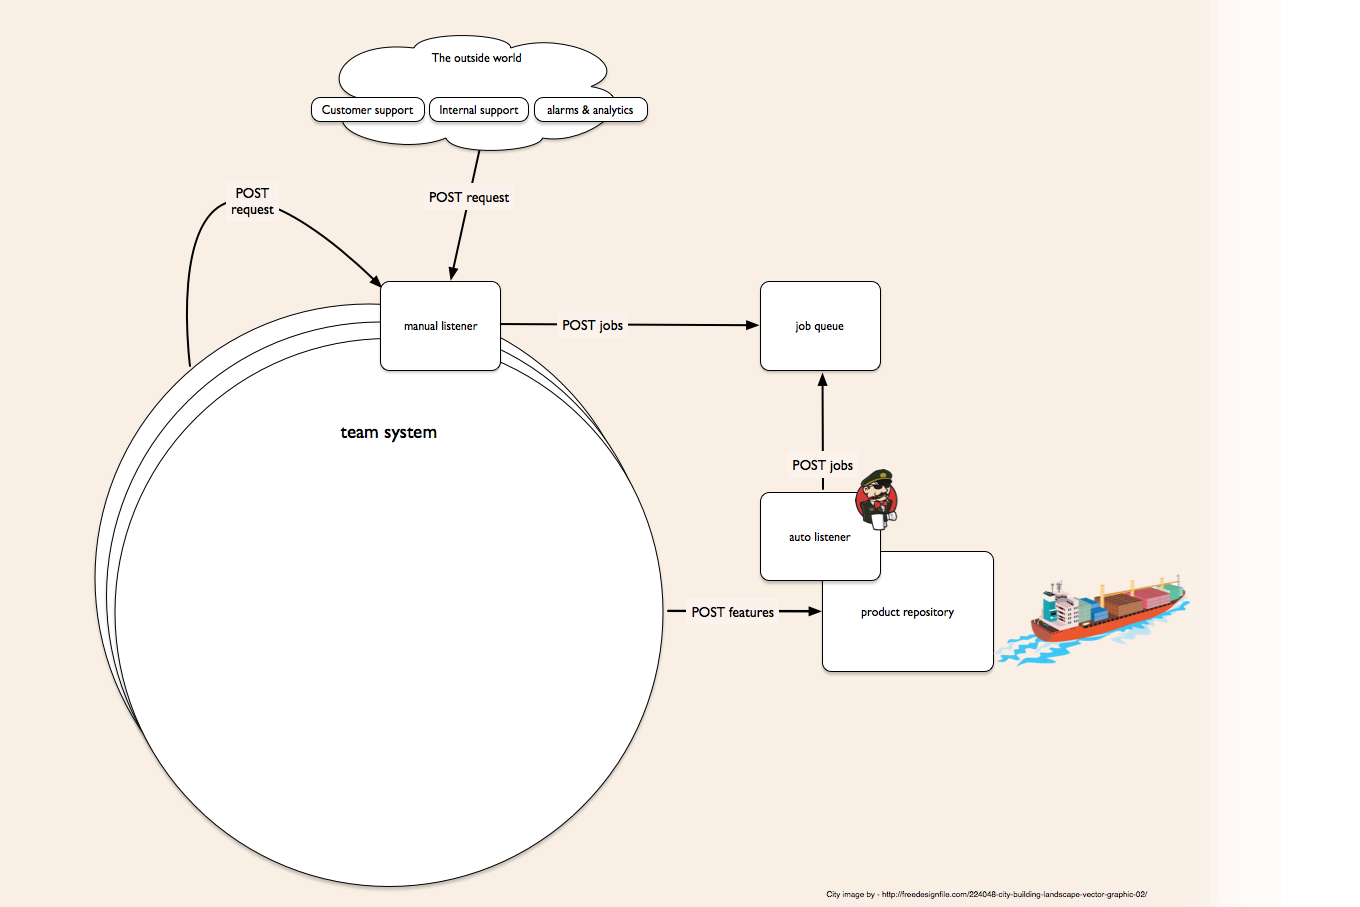 The outside world
Customer support
Internal support
alarms & analytics
POST
request
POST request
manual listener
POST jobs
job queue
team system
POST jobs
auto listener
POST features
product repository
City image by - http://freedesignfile.com/224048-city-building-landscape-vector-graphic-02/